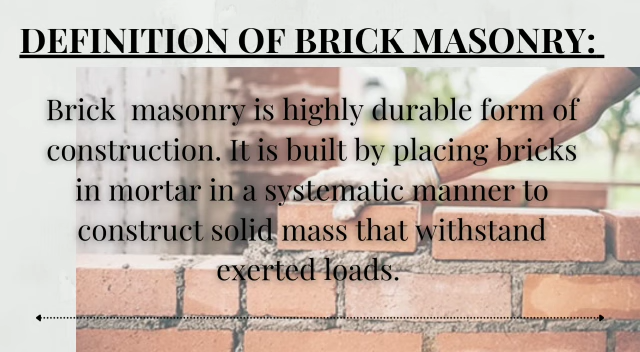 DEFINITION OF BRICK MASONRY:
Brick masonry is highly durable form of
construction. It is built by placing bricks
in mortar in a systematic manner to
construct solid mass that withstand
exerted loads.